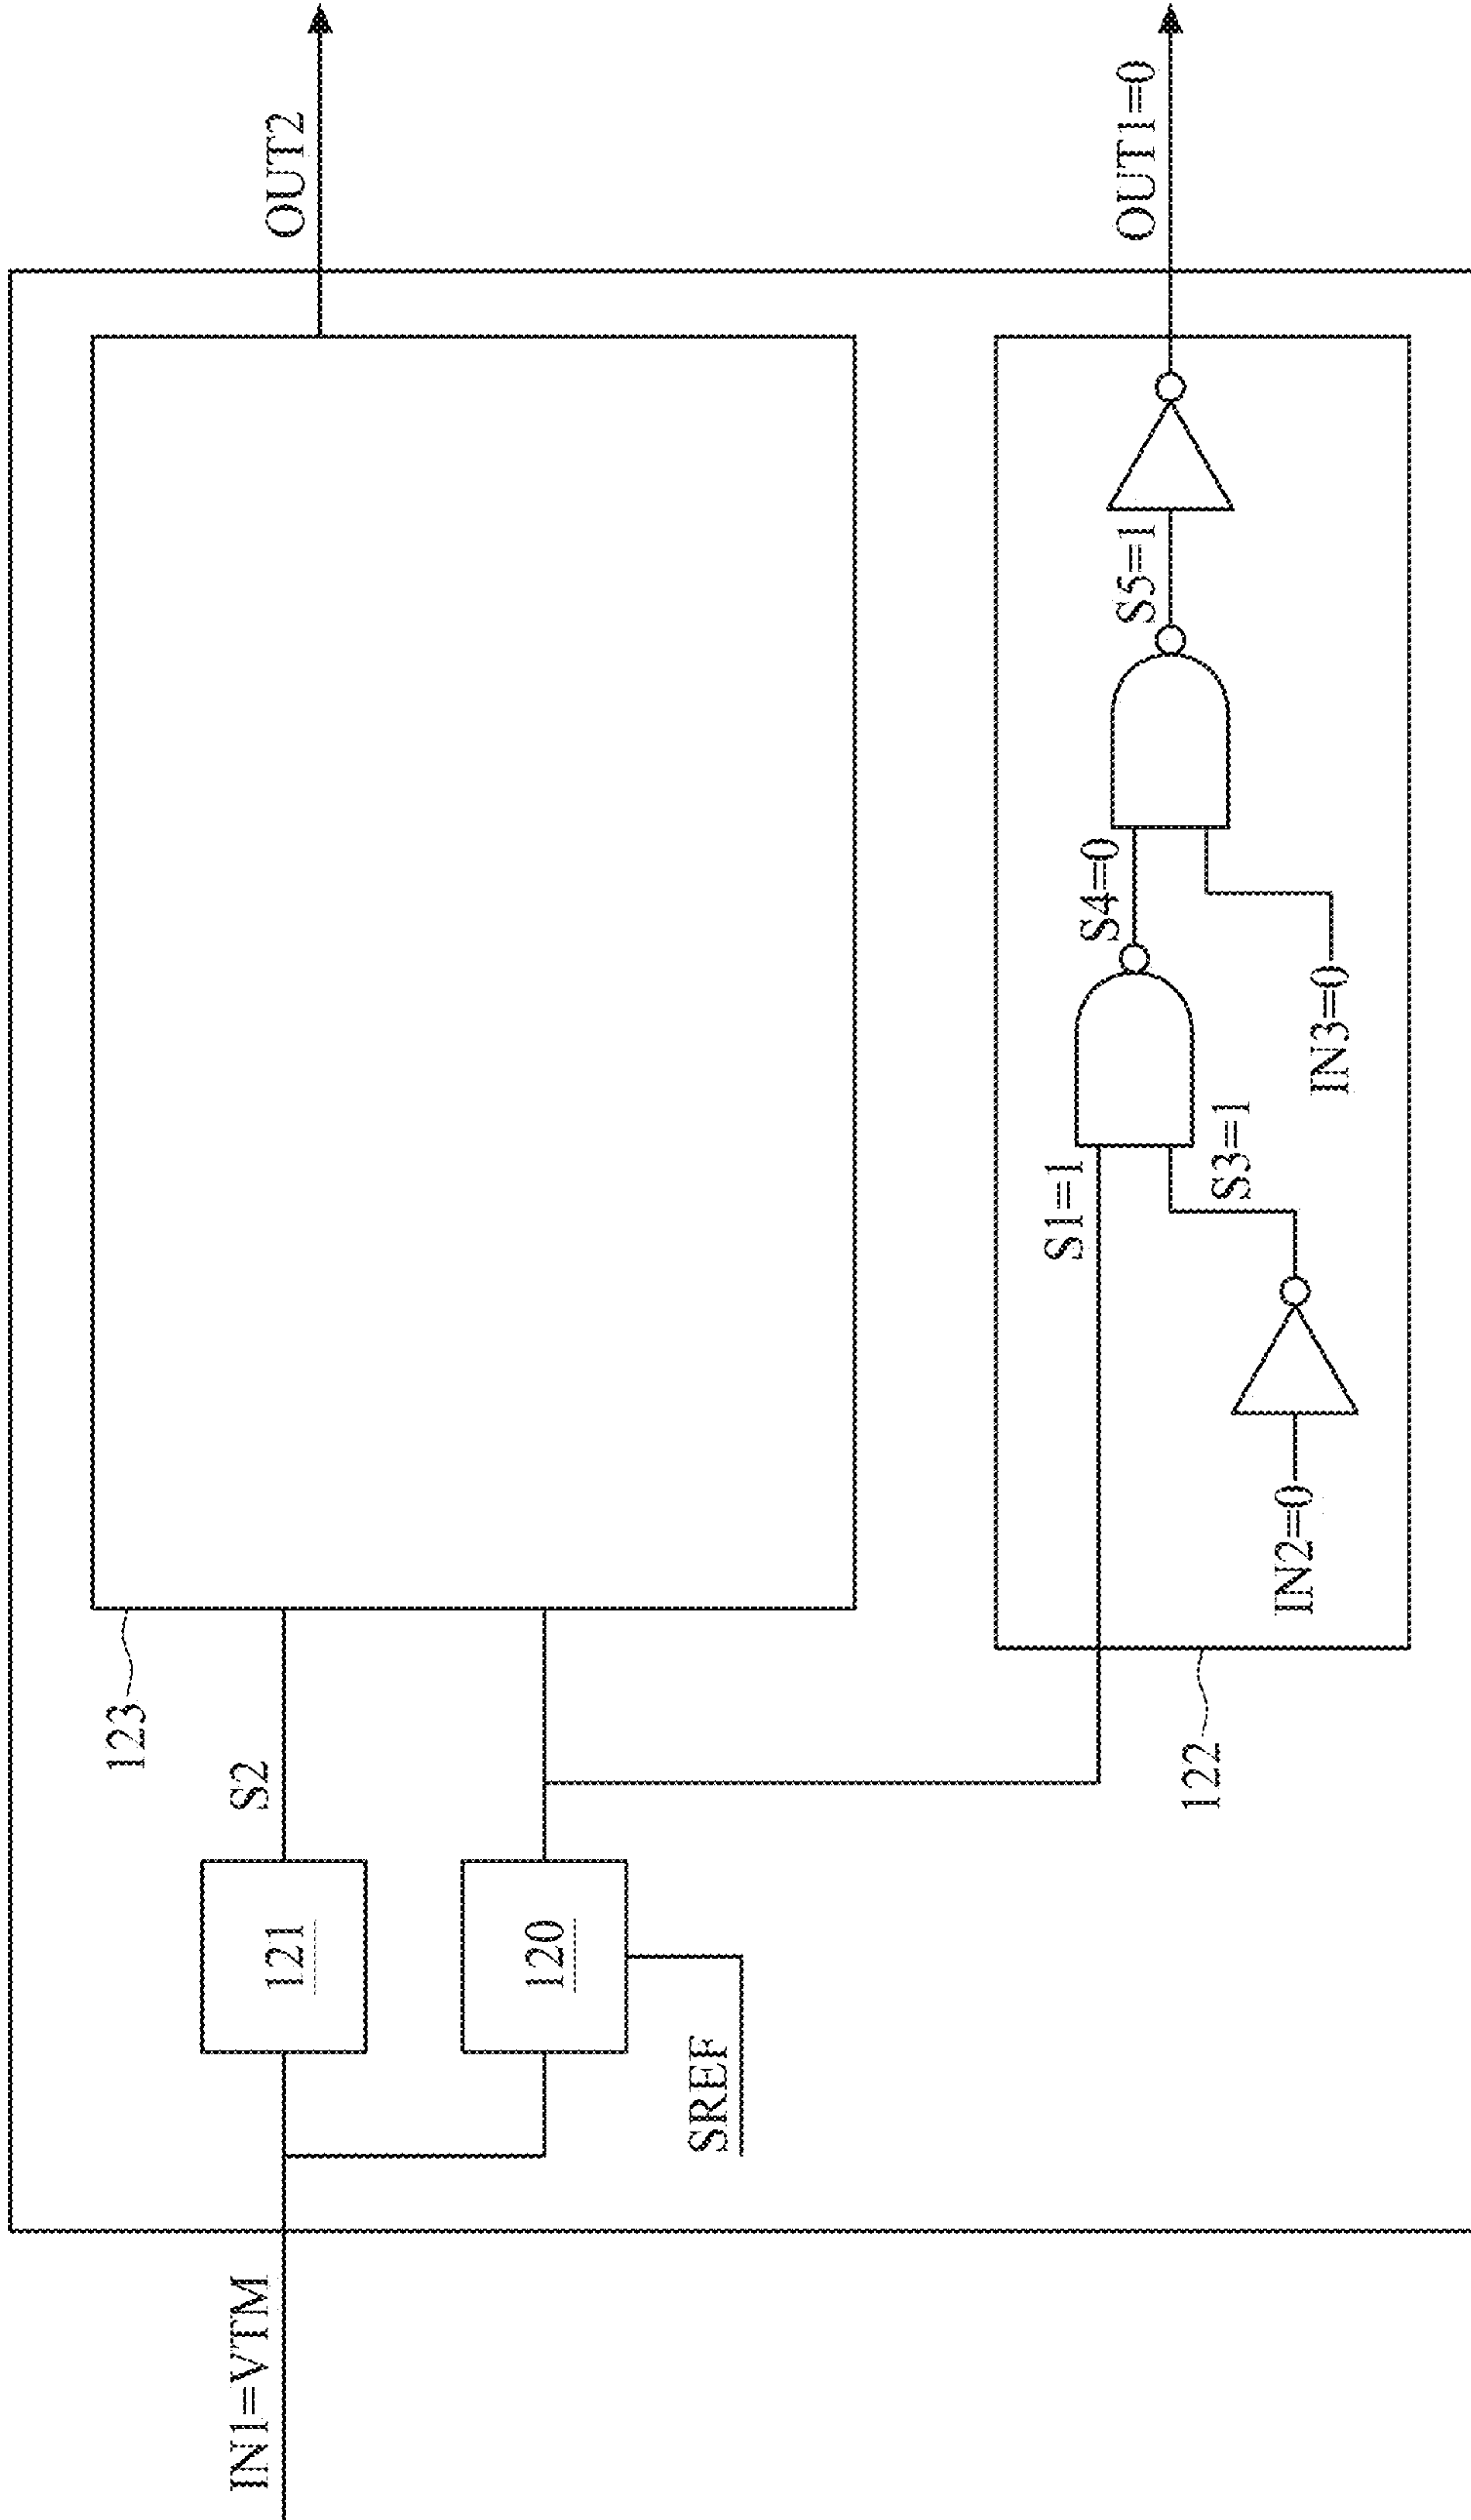 OUT2
OUT1=0
123
S2
121
120
SREF
IN1=VTM
S1=1
S3=1
S4=0
S5=1
IN2=0
IN3=0
122